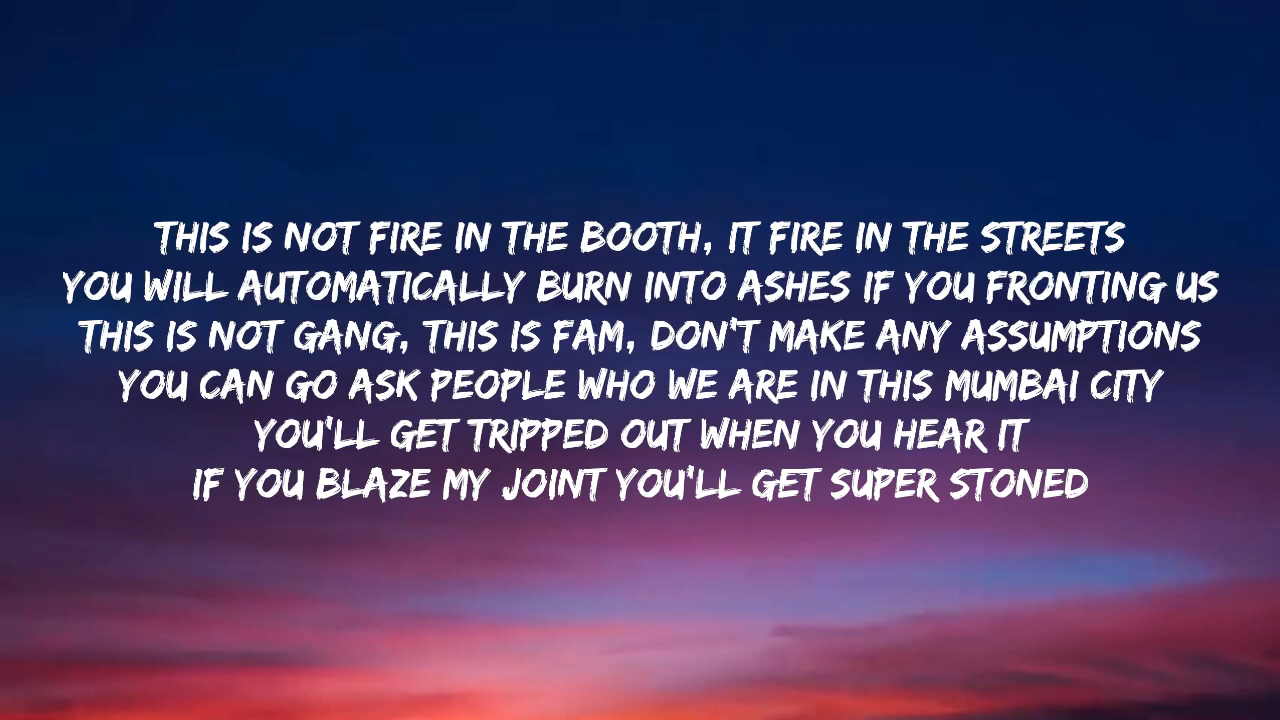 THIS IS NOT FIRE IN THE BOOTH, IT FIRE IN THE STREETS
YOU WILL AUTOMATICALLY BURN INTO ASHES IF YOU FRONTING US
THIS IS NOT GANG, THIS IS FAM, DON'T MAKE ANY ASSUMPTIONS
YOU CAN GO ASK PEOPLE WHO WE ARE IN THIS MUMBAI CITY
YOU'LL GET TRIPPED OUT WHEN YOU HEAR IT
IF YOU BLAZE MY JOINT YOU'LL GET SUPER STONED